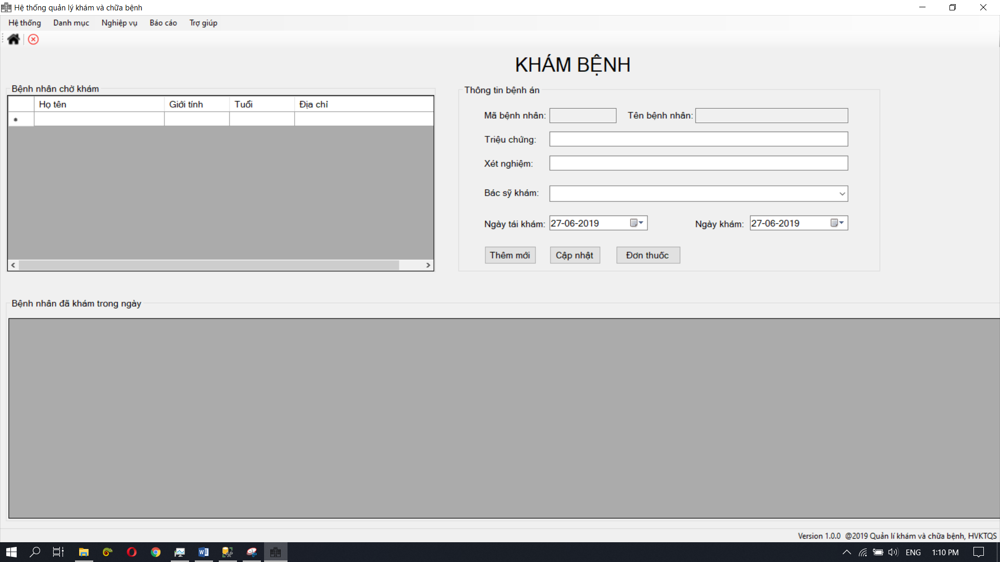 Hệ thống quản lý khám và chữa bệnh
Hệ thống Danh mục Nghiệp vụ Báo cáo Trợ giúp
KHÁM BỆNH
Bệnh nhân chờ khám
Họ tên Giới tính Tuổi Địa chỉ
Thông tin bệnh án
Mã bệnh nhân: Tên bệnh nhân:
Triệu chứng:
Xét nghiệm:
Bác sỹ khám:
Ngày tái khám: 27-06-2019 Ngày khám: 27-06-2019
Thêm mới Cập nhật Đơn thuốc
Bệnh nhân đã khám trong ngày
Version 1.0.0 @2019 Quản lí khám và chữa bệnh, HVKTQS
ENG 1:10 PM